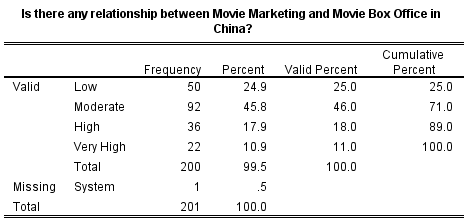 Is there any relationship between Movie Marketing and Movie Box Office in
China?
Frequency Percent Valid Percent Cumulative Percent
Valid Low 50 24.9 25.0 25.0
Moderate 92 45.8 46.0 71.0
High 36 17.9 18.0 89.0
Very High 22 10.9 11.0 100.0
Total 200 99.5 100.0
Missing System 1 .5
Total 201 100.0